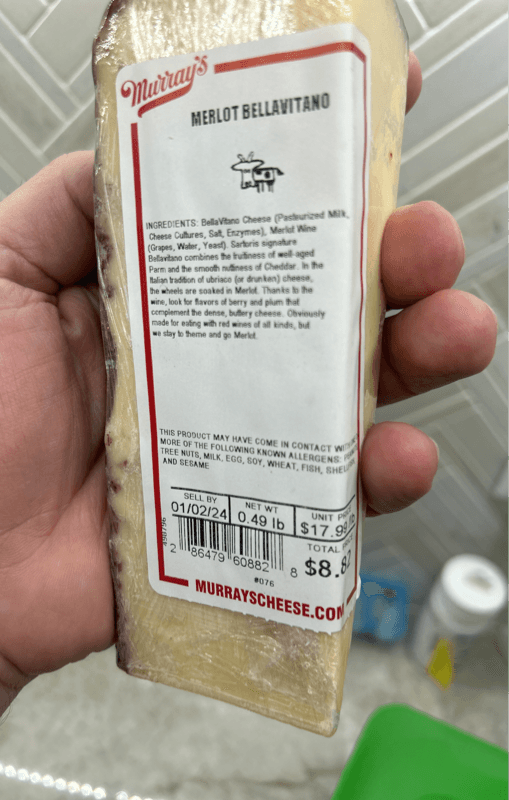 Murray's
MERLOT BELLAVITANO
INGREDIENTS: BellaVitano Cheese (Pasteurized Milk,
Cheese Cultures, Salt, Enzymes), Merlot Wine
(Grapes, Water, Yeast). Sartoris signature
Bellavitano combines the fruitiness of well-aged
Parm and the smooth nuttiness of Cheddar. In the
Italian tradition of ubriaco (or drunken) cheese,
the wheels are soaked in Merlot. Thanks to the
wine, look for flavors of berry and plum that
complement the dense, buttery cheese. Obviously
made for eating with red wines of all kinds, but
we stay to theme and go Merlot.
THIS PRODUCT MAY HAVE COME IN CONTACT
MORE OF THE FOLLOWING KNOWN ALLERGENS:
TREE NUTS, MILK, EGG, SOY, WHEAT, FISH,
AND SESAME
SELL BY NET WT UNIT
01/02/24 0.49 lb $17.99
TOTAL
$8.82
2 86479 60882 8
#076
MURRAYSCHEESE.COM